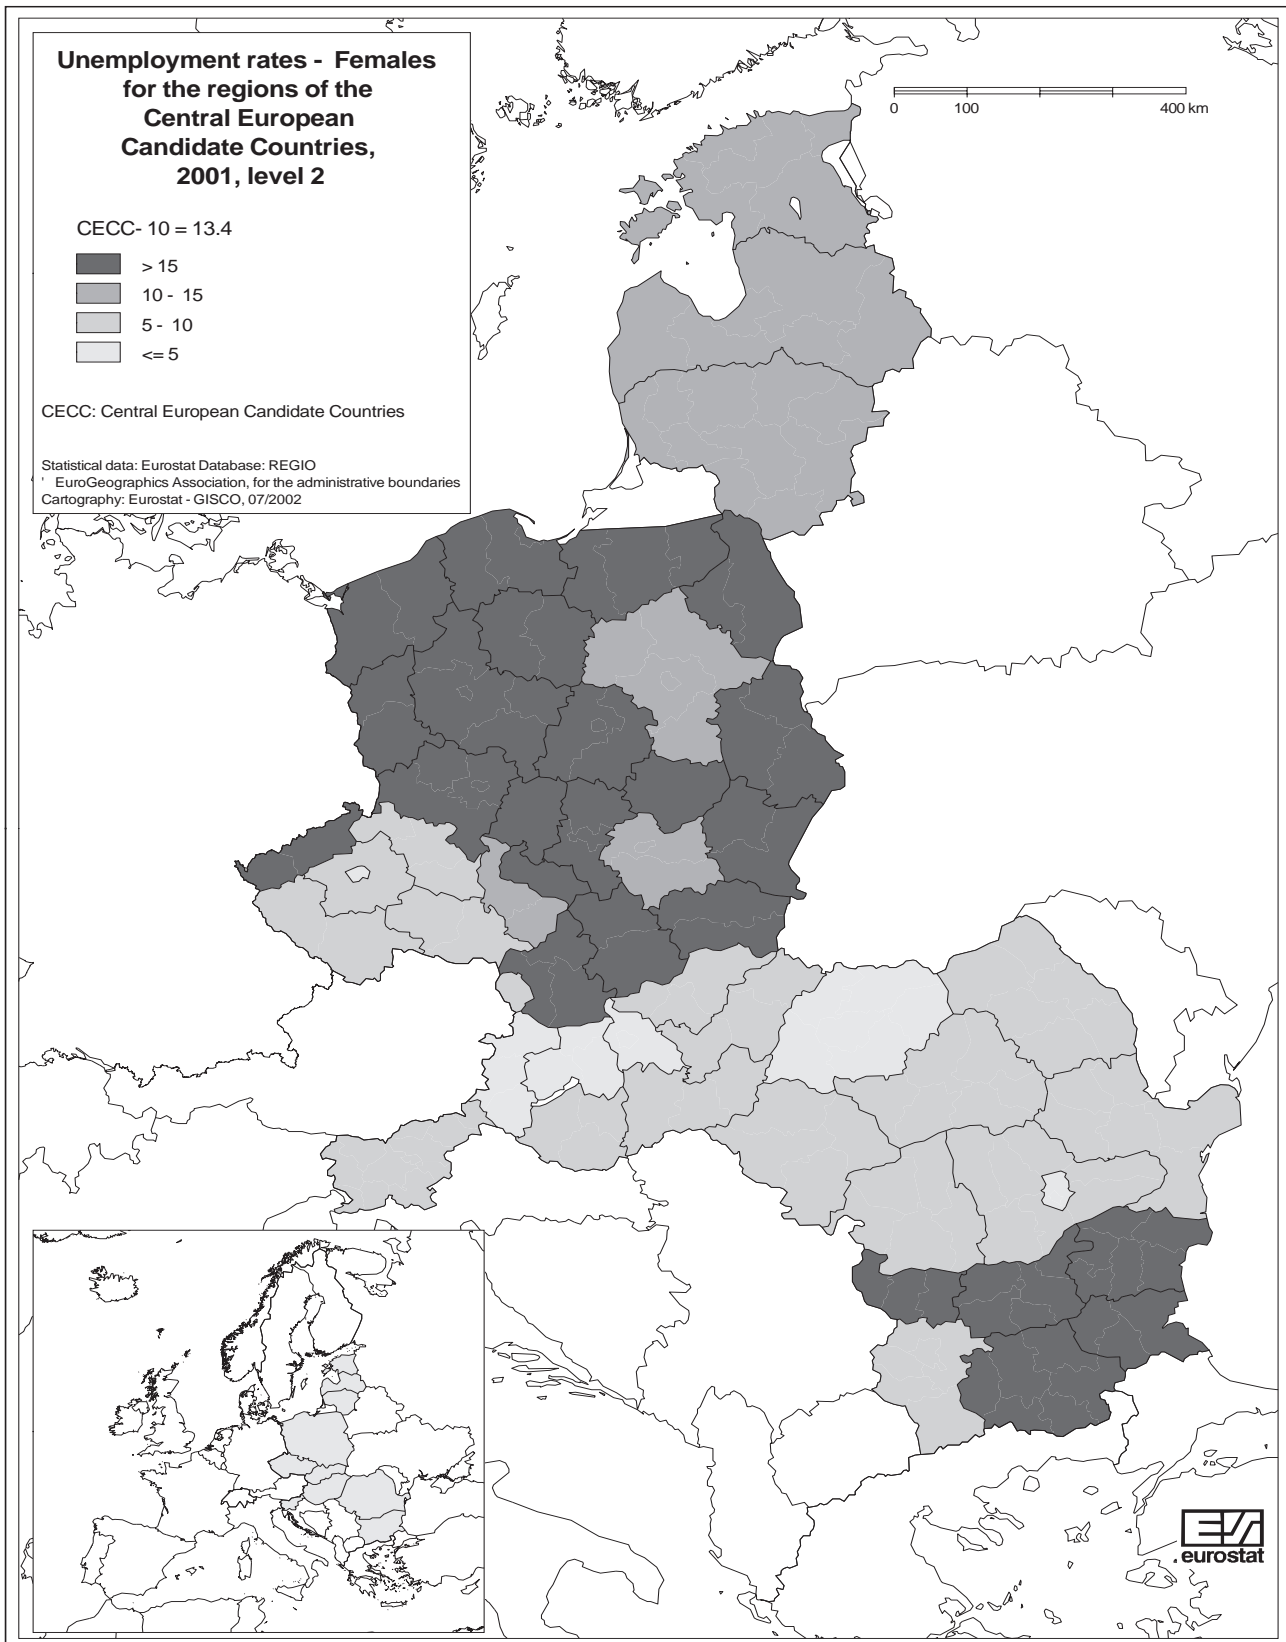 Unemployment rates - Females
for the regions of the
Central European
Candidate Countries,
2001, level 2
CECC- 10 = 13.4
> 15
10 - 15
5 - 10
<= 5
CECC: Central European Candidate Countries
Statistical data: Eurostat Database: REGIO
' EuroGeographics Association, for the administrative boundaries
Cartography: Eurostat - GISCO, 07/2002
0 100 400 km
eurostat